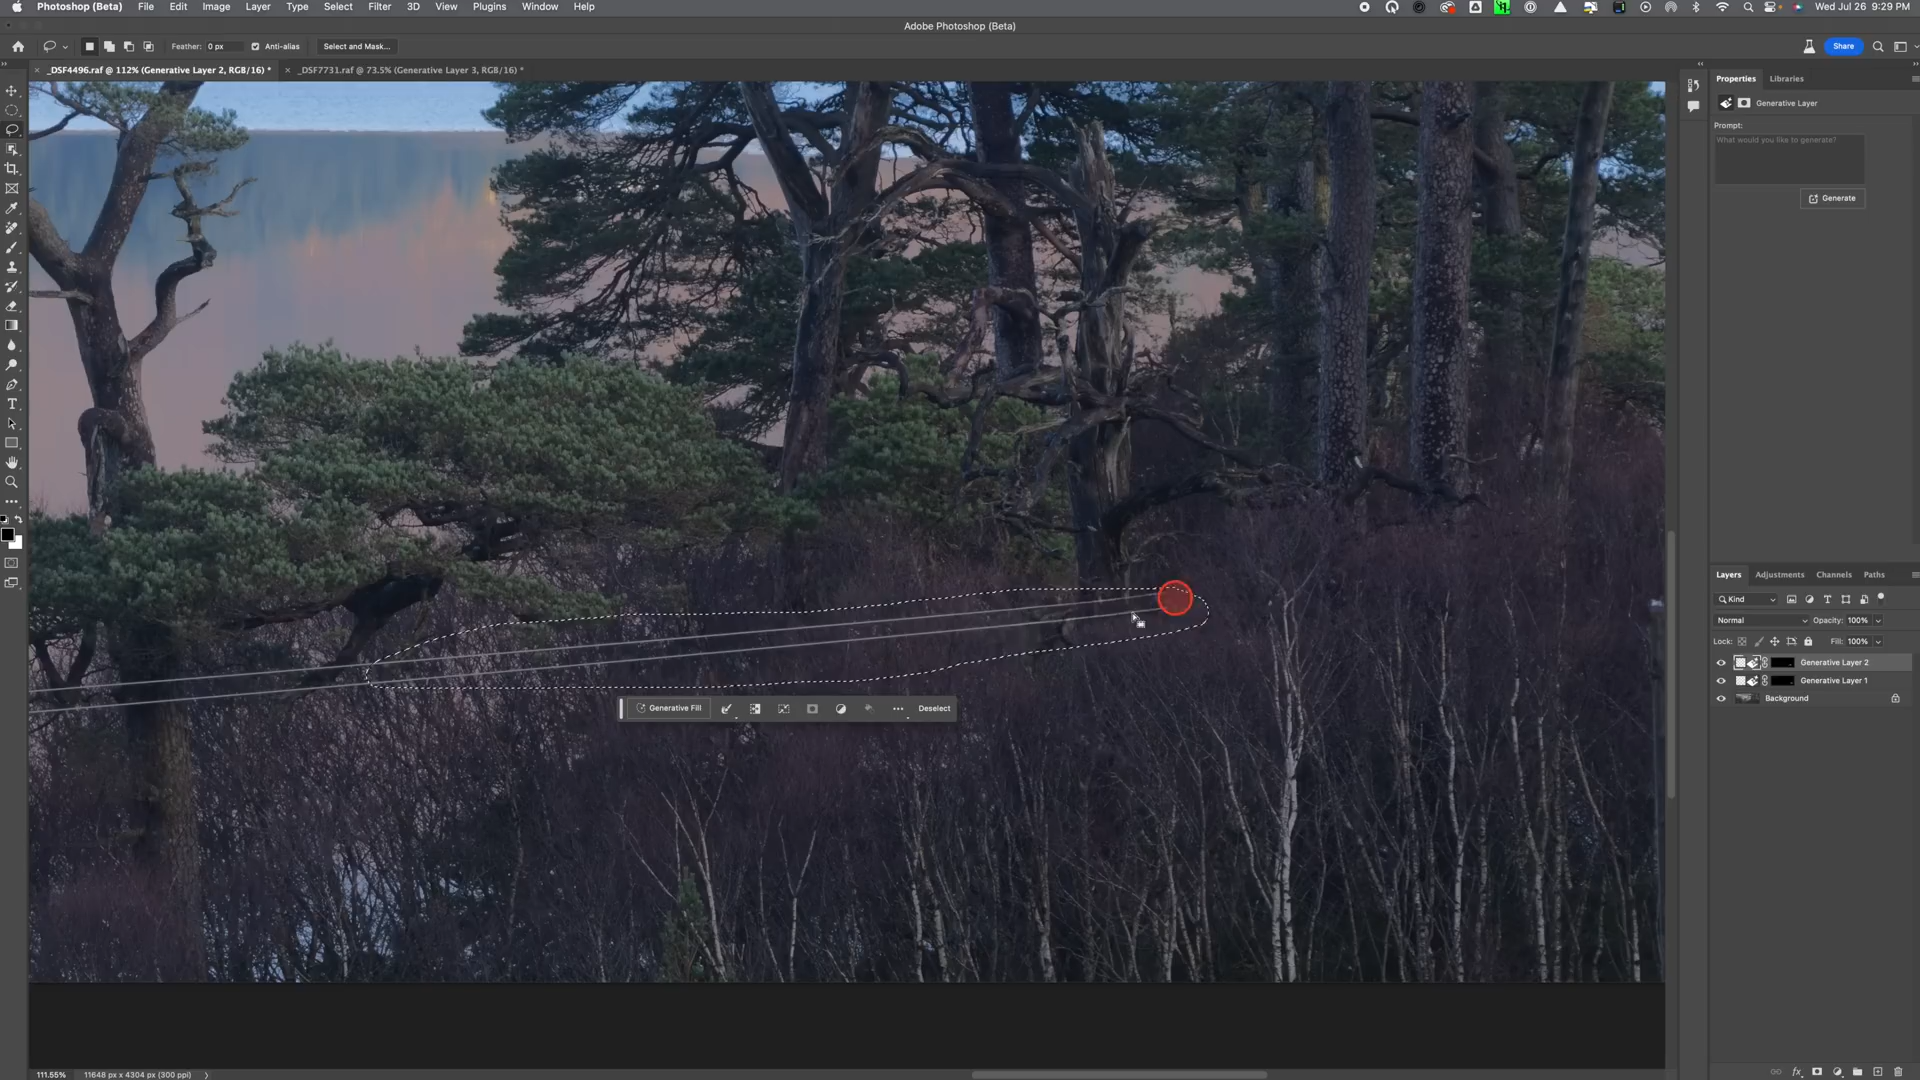 Photoshop (Beta) File Edit Image Layer Type Select Filter 3D View Plugins Window Help Wed Jul 26 9:29 PM
Adobe Photoshop (Beta)
Feather: 0 px Anti-alias Select and Mask... Share
_DSF4496.raf @ 112% (Generative Layer 2, RGB/16) * _DSF7731.raf @ 73.5% (Generative Layer 3, RGB/16) *
Properties Libraries
Generative Layer
Prompt:
What would you like to generate?
Generate
Layers Adjustments Channels Paths
Kind
Normal Opacity: 100%
Lock: Fill: 100%
Generative Layer 2
Generative Layer 1
Background
Generative Fill Deselect
111.55% 11648 px x 4304 px (300 ppi)